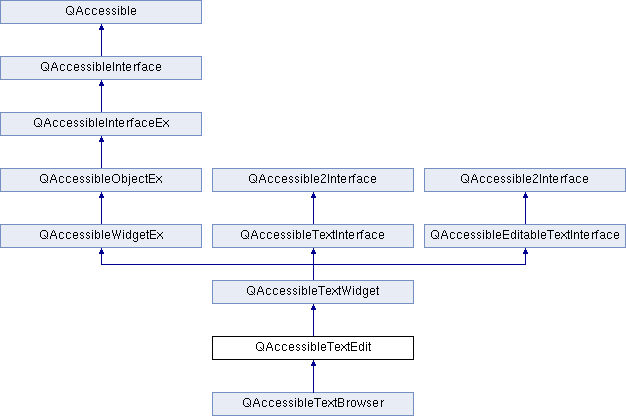 QAccessible
QAccessibleInterface
QAccessibleInterfaceEx
QAccessibleObjectEx
QAccessible2Interface
QAccessible2Interface
QAccessibleWidgetEx
QAccessibleTextInterface
QAccessibleEditableTextInterface
QAccessibleTextWidget
QAccessibleTextEdit
QAccessibleTextBrowser